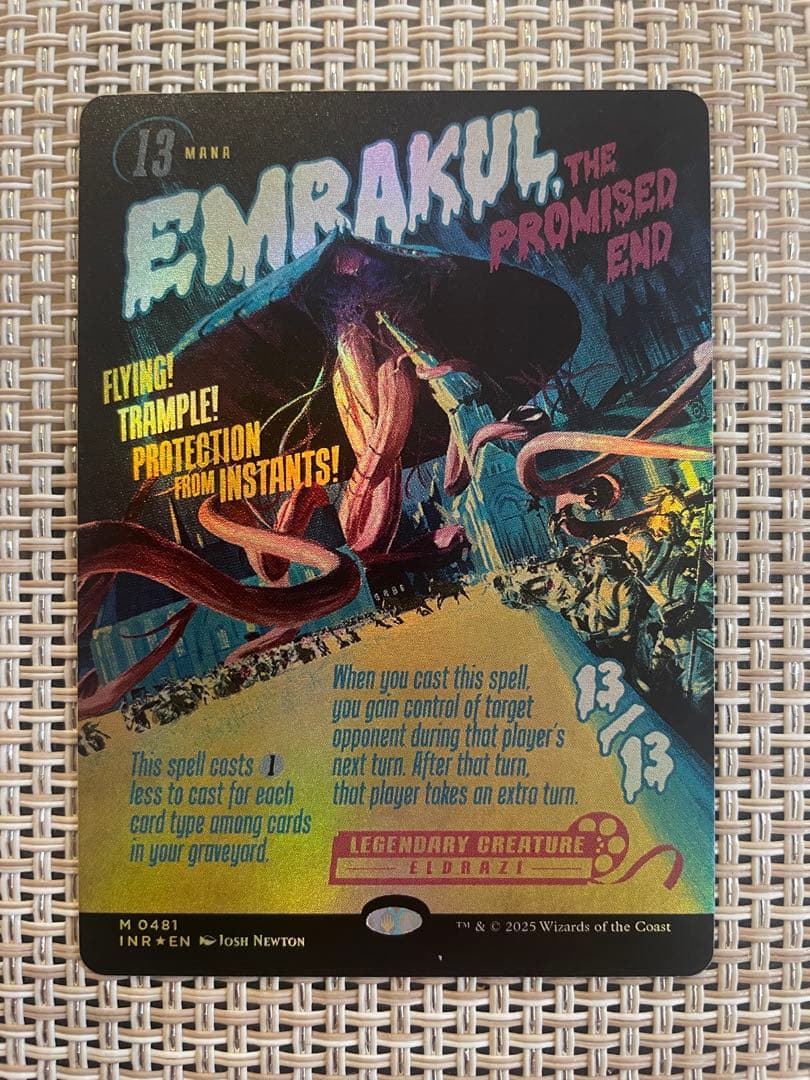 13 MANA
EMRAKUL,
THE
PROMISED
END
FLYING!
TRAMPLE!
PROTECTION
FROM INSTANTS!
When you cast this spell,
you gain control of target
opponent during that player's
next turn. After that turn,
that player takes an extra turn.
13/13
This spell costs 1
less to cast for each
card type among cards
in your graveyard.
LEGENDARY CREATURE
ELDRAZI
M 0481
INR★EN JOSH NEWTON
™ & © 2025 Wizards of the Coast